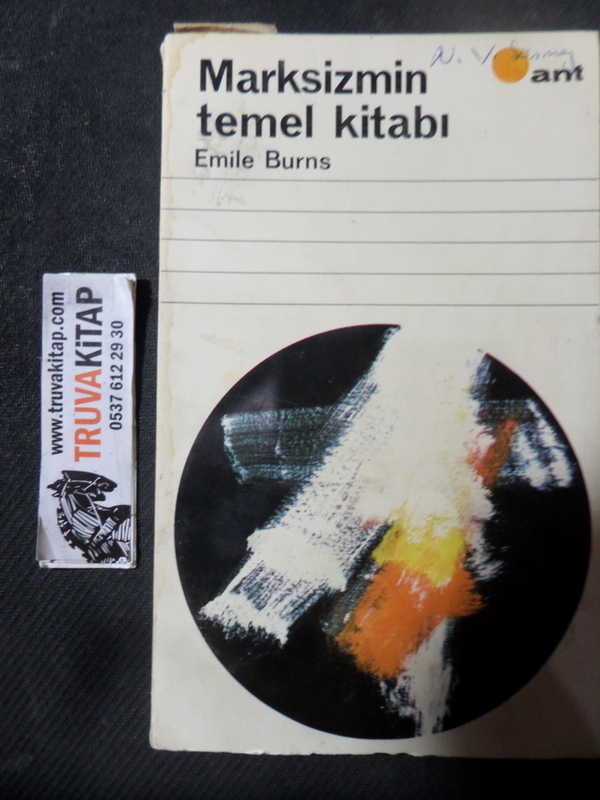 Marksizmin
temel kitabı
Emile Burns
ant
www.truvakitap.com
TRUVAKİTAP
0537 612 29 30